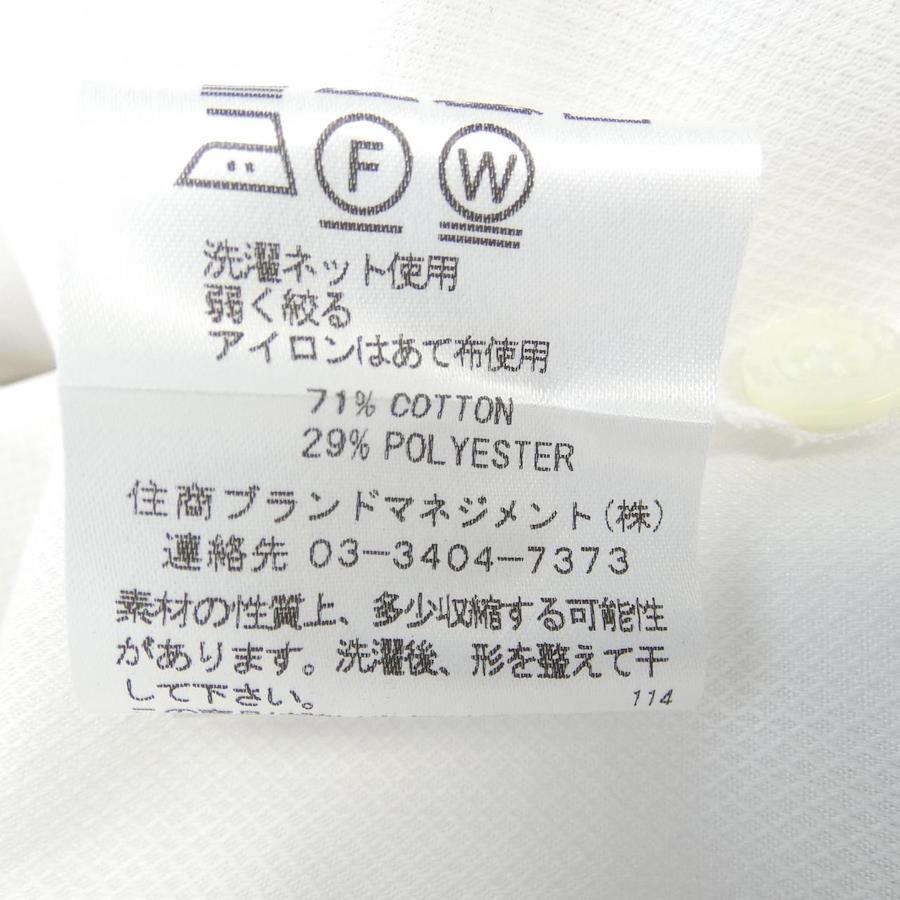 F W
洗濯ネット使用
弱く絞る
アイロンはあて布使用
71% COTTON
29% POLYESTER
住商ブランドマネジメント(株)
連絡先 03-3404-7373
素材の性質上、多少収縮する可能性
があります。洗濯後、形を整えて干
して下さい。
114